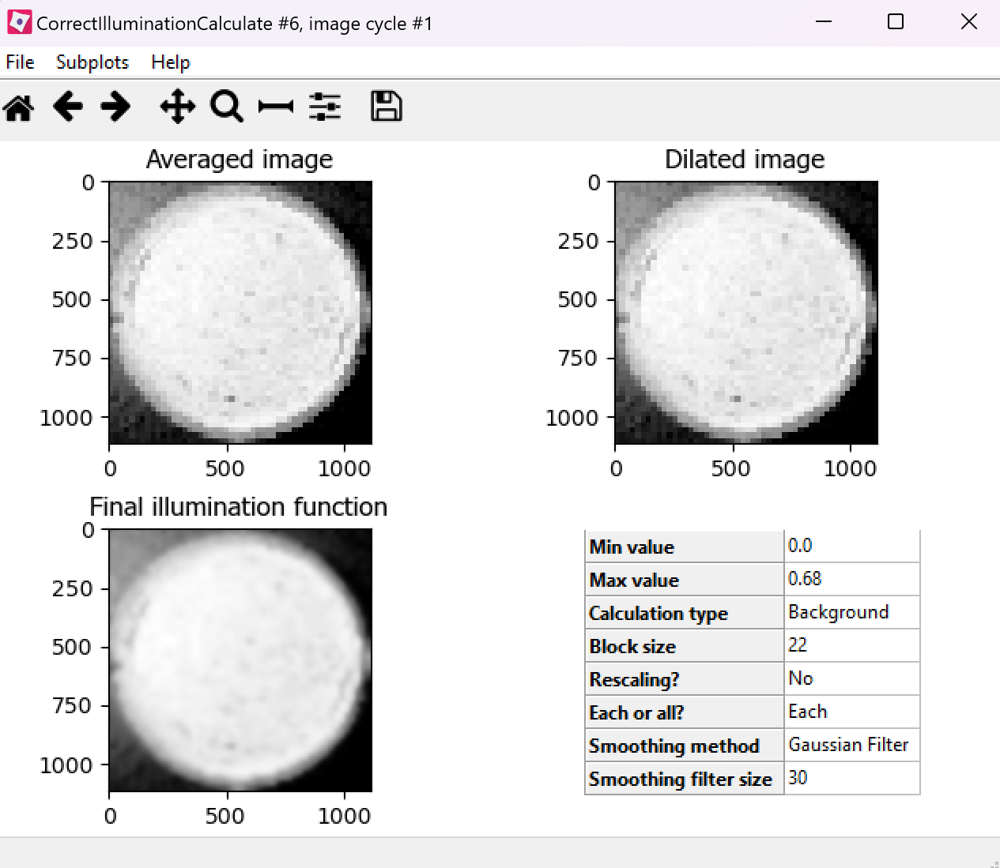 CorrectIlluminationCalculate #6, image cycle #1
File Subplots Help
Averaged image
0
250
500
750
1000
0 500 1000
Dilated image
0
250
500
750
1000
0 500 1000
Final illumination function
0
250
500
750
1000
0 500 1000
Min value 0.0
Max value 0.68
Calculation type Background
Block size 22
Rescaling? No
Each or all? Each
Smoothing method Gaussian Filter
Smoothing filter size 30